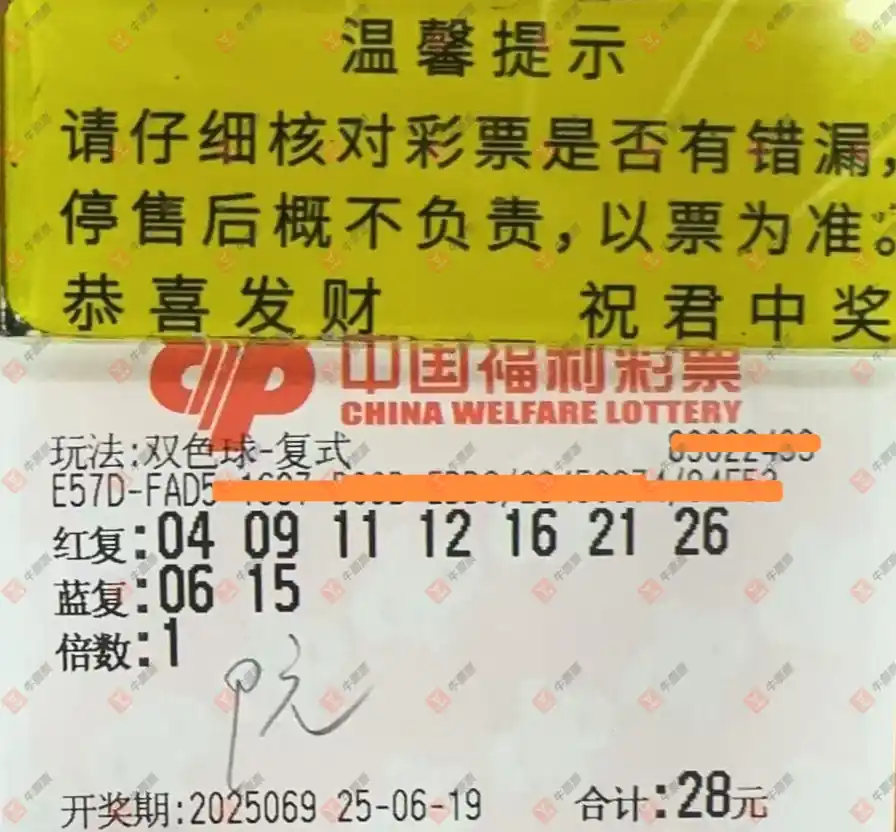 温馨提示
请仔细核对彩票是否有错漏,
停售后概不负责,以票为准。
恭喜发财 祝君中奖
中国福利彩票
CHINA WELFARE LOTTERY
玩法:双色球-复式
E57D-FAD5
红复:04 09 11 12 16 21 26
蓝复:06 15
倍数:1
开奖期:2025069 25-06-19 合计:28元